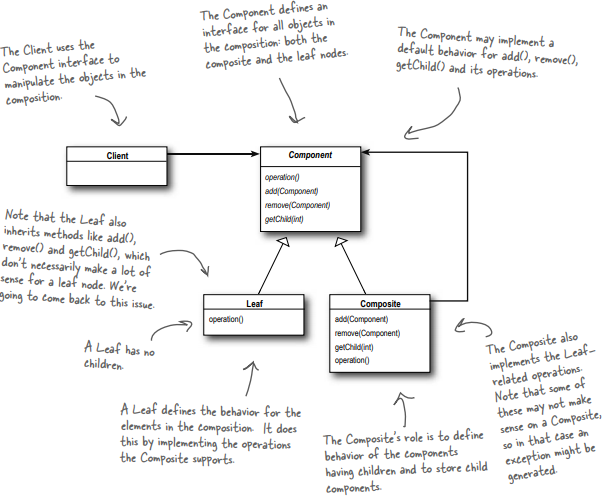 The Component defines an
interface for all objects in
the composition: both the
composite and the leaf nodes.
The Component may implement a
default behavior for add(), remove(),
getChild() and its operations.
The Client uses the
Component interface to
manipulate the objects in the
composition.
Client
Component
operation()
add(Component)
remove(Component)
getChild(int)
Note that the Leaf also
inherits methods like add(),
remove() and getChild(), which
don't necessarily make a lot of
sense for a leaf node. We're
going to come back to this issue.
Leaf
operation()
Composite
add(Component)
remove(Component)
getChild(int)
operation()
A Leaf has no
children.
The Composite also
implements the Leaf-
related operations.
Note that some of
these may not make
sense on a Composite,
so in that case an
exception might be
generated.
A Leaf defines the behavior for the
elements in the composition. It does
this by implementing the operations
the Composite supports.
The Composite's role is to define
behavior of the components
having children and to store child
components.